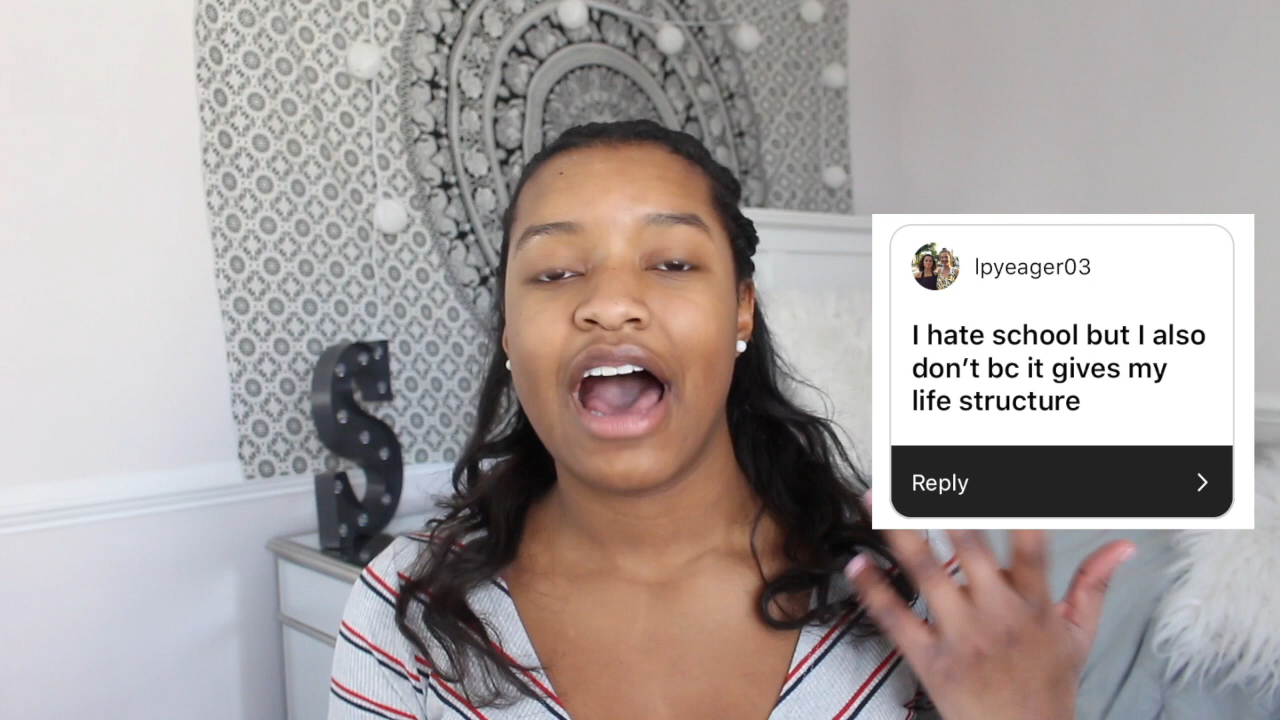 S
lpyeager03
I hate school but I also
don’t bc it gives my
life structure
Reply